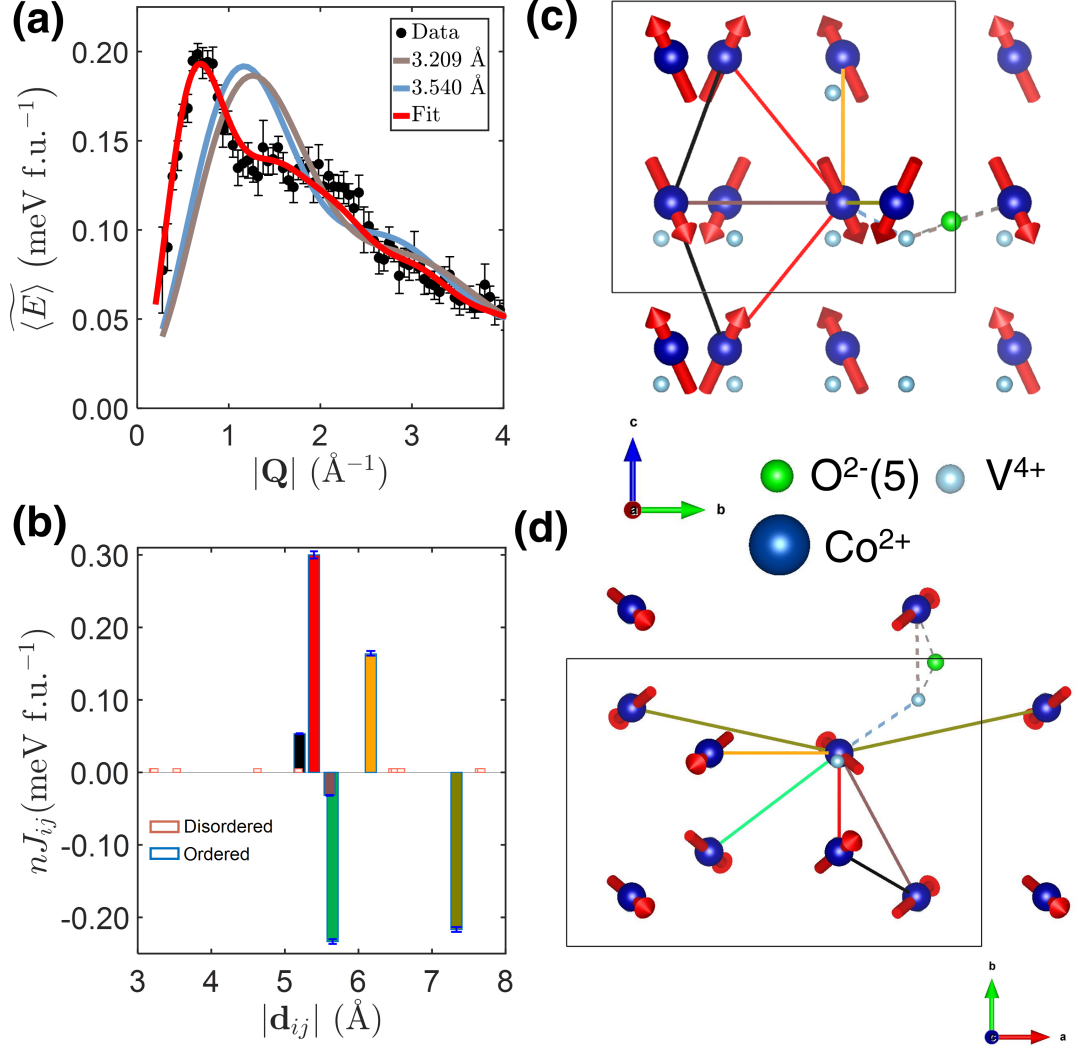 (a)
⟨E⟩~ (meV f.u.⁻¹)
0.20
0.15
0.10
0.05
0.00
Data
3.209 Å
3.540 Å
Fit
0 1 2 3 4
|Q| (Å⁻¹)
(b)
nJij(meV f.u.⁻¹)
0.30
0.20
0.10
0.00
-0.10
-0.20
Disordered
Ordered
3 4 5 6 7 8
|dij| (Å)
(c)
c
a
b
O²⁻(5) V⁴⁺
Co²⁺
(d)
b
c
a